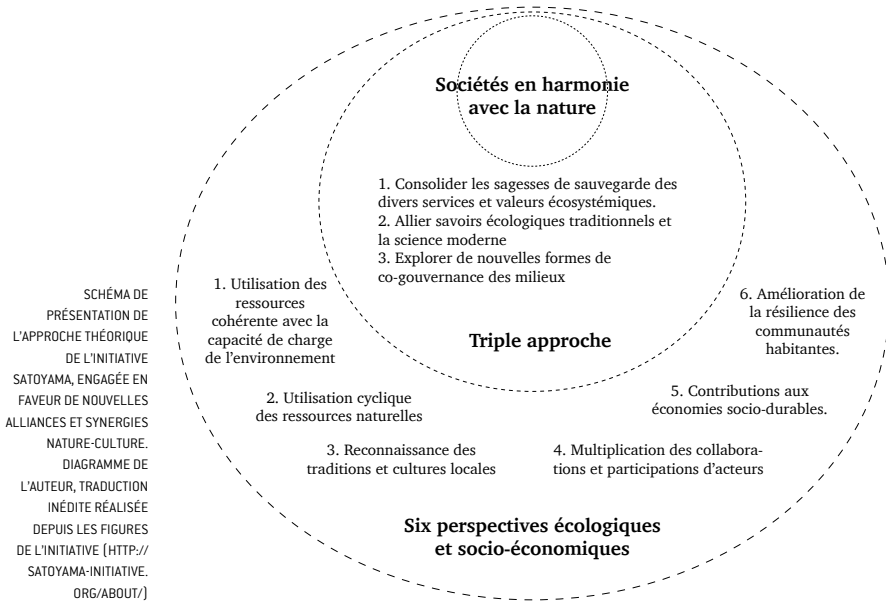 Sociétés en harmonie
avec la nature
1. Consolider les sagesses de sauvegarde des
divers services et valeurs écosystémiques.
2. Allier savoirs écologiques traditionnels et
la science moderne
3. Explorer de nouvelles formes de
co-gouvernance des milieux
Triple approche
1. Utilisation des
ressources
cohérente avec la
capacité de charge
de l'environnement
2. Utilisation cyclique
des ressources naturelles
3. Reconnaissance des
traditions et cultures locales
4. Multiplication des collabora-
tions et participations d'acteurs
5. Contributions aux
économies socio-durables.
6. Amélioration de
la résilience des
communautés
habitantes.
Six perspectives écologiques
et socio-économiques
SCHÉMA DE
PRÉSENTATION DE
L'APPROCHE THÉORIQUE
DE L'INITIATIVE
SATOYAMA, ENGAGÉE EN
FAVEUR DE NOUVELLES
ALLIANCES ET SYNERGIES
NATURE-CULTURE.
DIAGRAMME DE
L'AUTEUR, TRADUCTION
INÉDITE RÉALISÉE
DEPUIS LES FIGURES
DE L'INITIATIVE (HTTP://
SATOYAMA-INITIATIVE.
ORG/ABOUT/)